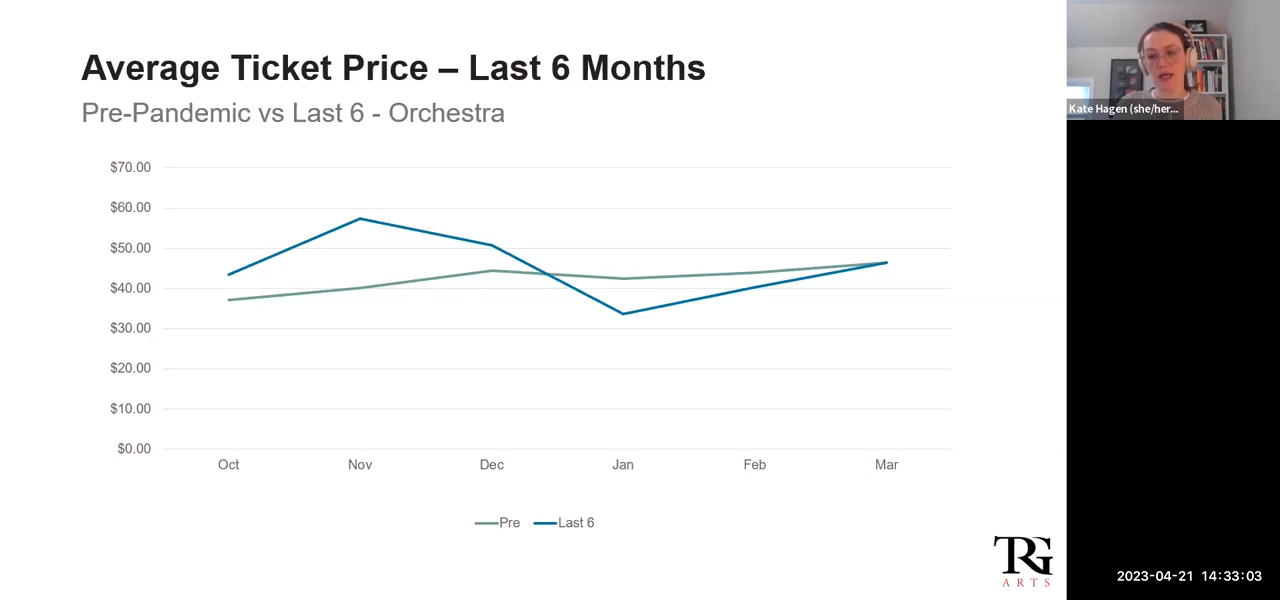 Average Ticket Price – Last 6 Months
Pre-Pandemic vs Last 6 - Orchestra
$70.00
$60.00
$50.00
$40.00
$30.00
$20.00
$10.00
$0.00
Oct Nov Dec Jan Feb Mar
Pre Last 6
TRG
ARTS
Kate Hagen (she/her...
2023-04-21 14:33:03